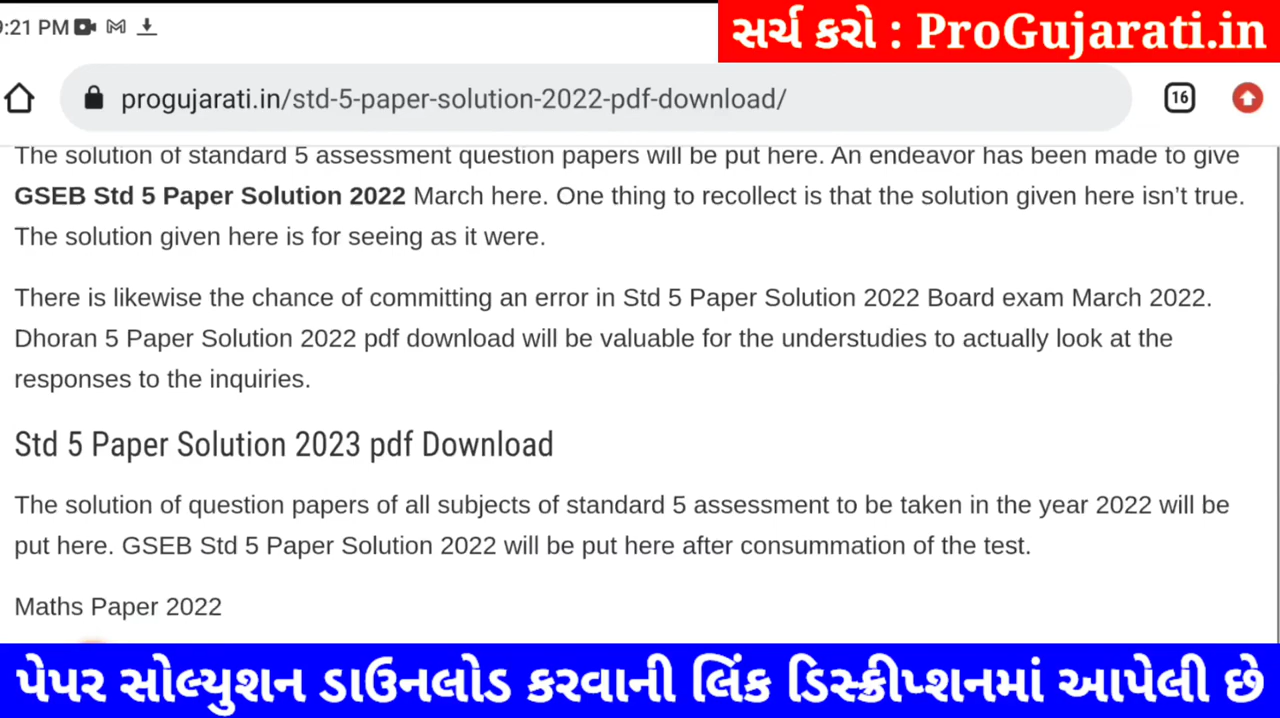 9:21 PM
સર્ચ કરો : ProGujarati.in
progujarati.in/std-5-paper-solution-2022-pdf-download/
16
The solution of standard 5 assessment question papers will be put here. An endeavor has been made to give
GSEB Std 5 Paper Solution 2022 March here. One thing to recollect is that the solution given here isn’t true.
The solution given here is for seeing as it were.
There is likewise the chance of committing an error in Std 5 Paper Solution 2022 Board exam March 2022.
Dhoran 5 Paper Solution 2022 pdf download will be valuable for the understudies to actually look at the
responses to the inquiries.
Std 5 Paper Solution 2023 pdf Download
The solution of question papers of all subjects of standard 5 assessment to be taken in the year 2022 will be
put here. GSEB Std 5 Paper Solution 2022 will be put here after consummation of the test.
Maths Paper 2022
પેપર સોલ્યુશન ડાઉનલોડ કરવાની લિંક ડિસ્ક્રીપ્શનમાં આપેલી છે